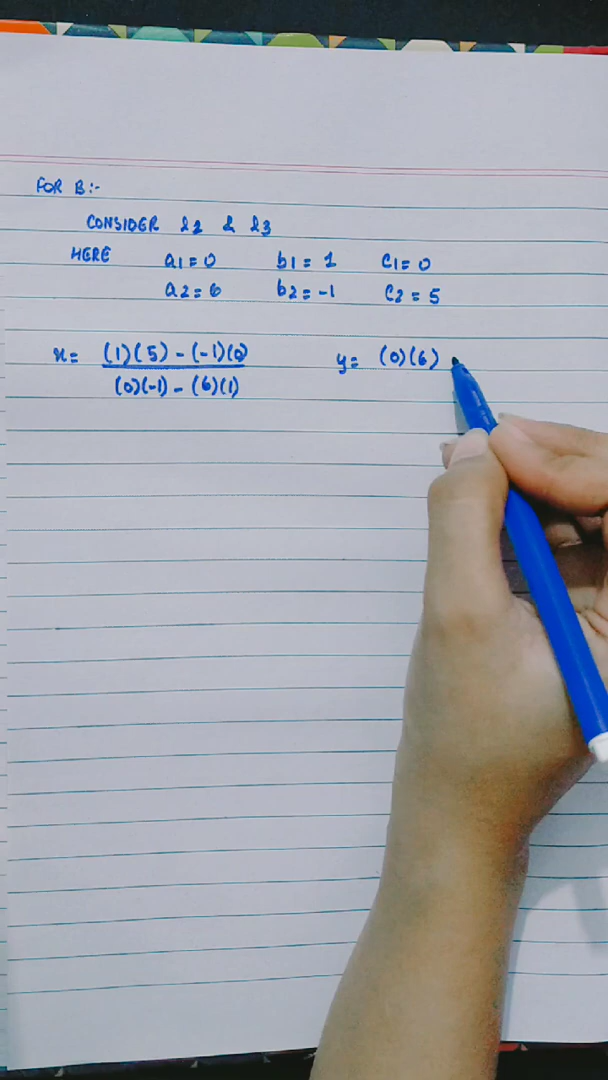 FOR B:-
CONSIDER l2 & l3
HERE a1 = 0 b1 = 1 C1 = 0
a2 = 6 b2 = -1 C2 = 5
x = (1)(5) - (-1)(0) y = (0)(6)
(0)(-1) - (6)(1)